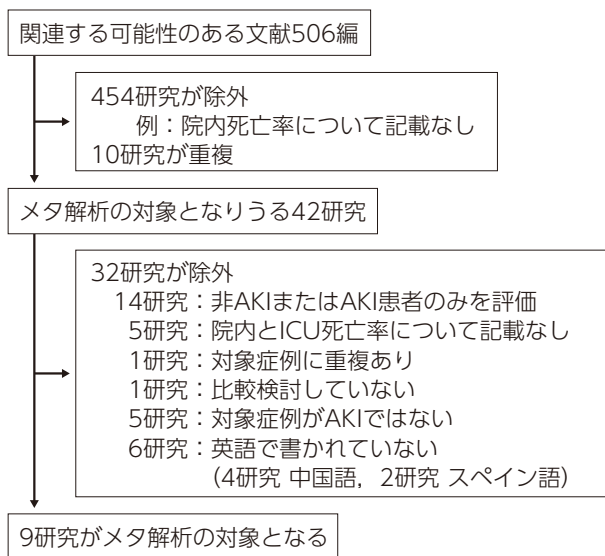 関連する可能性のある文献506編
454研究が除外
例：院内死亡率について記載なし
10研究が重複
メタ解析の対象となりうる42研究
32研究が除外
14研究：非AKIまたはAKI患者のみを評価
5研究：院内とICU死亡率について記載なし
1研究：対象症例に重複あり
1研究：比較検討していない
5研究：対象症例がAKIではない
6研究：英語で書かれていない
（4研究 中国語，2研究 スペイン語）
9研究がメタ解析の対象となる